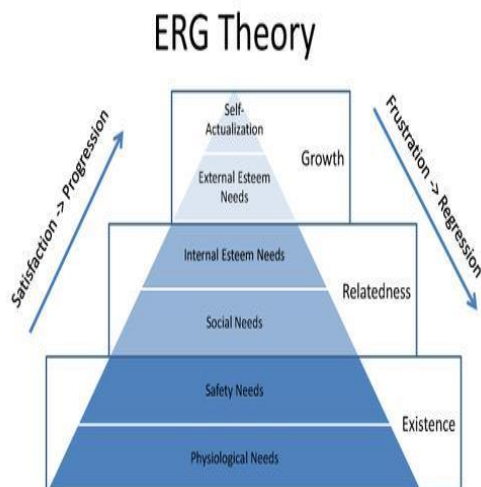 ERG Theory
Self-
Actualization
Growth
External Esteem
Needs
Internal Esteem Needs
Relatedness
Social Needs
Safety Needs
Existence
Physiological Needs
Satisfaction -> Progression
Frustration -> Regression